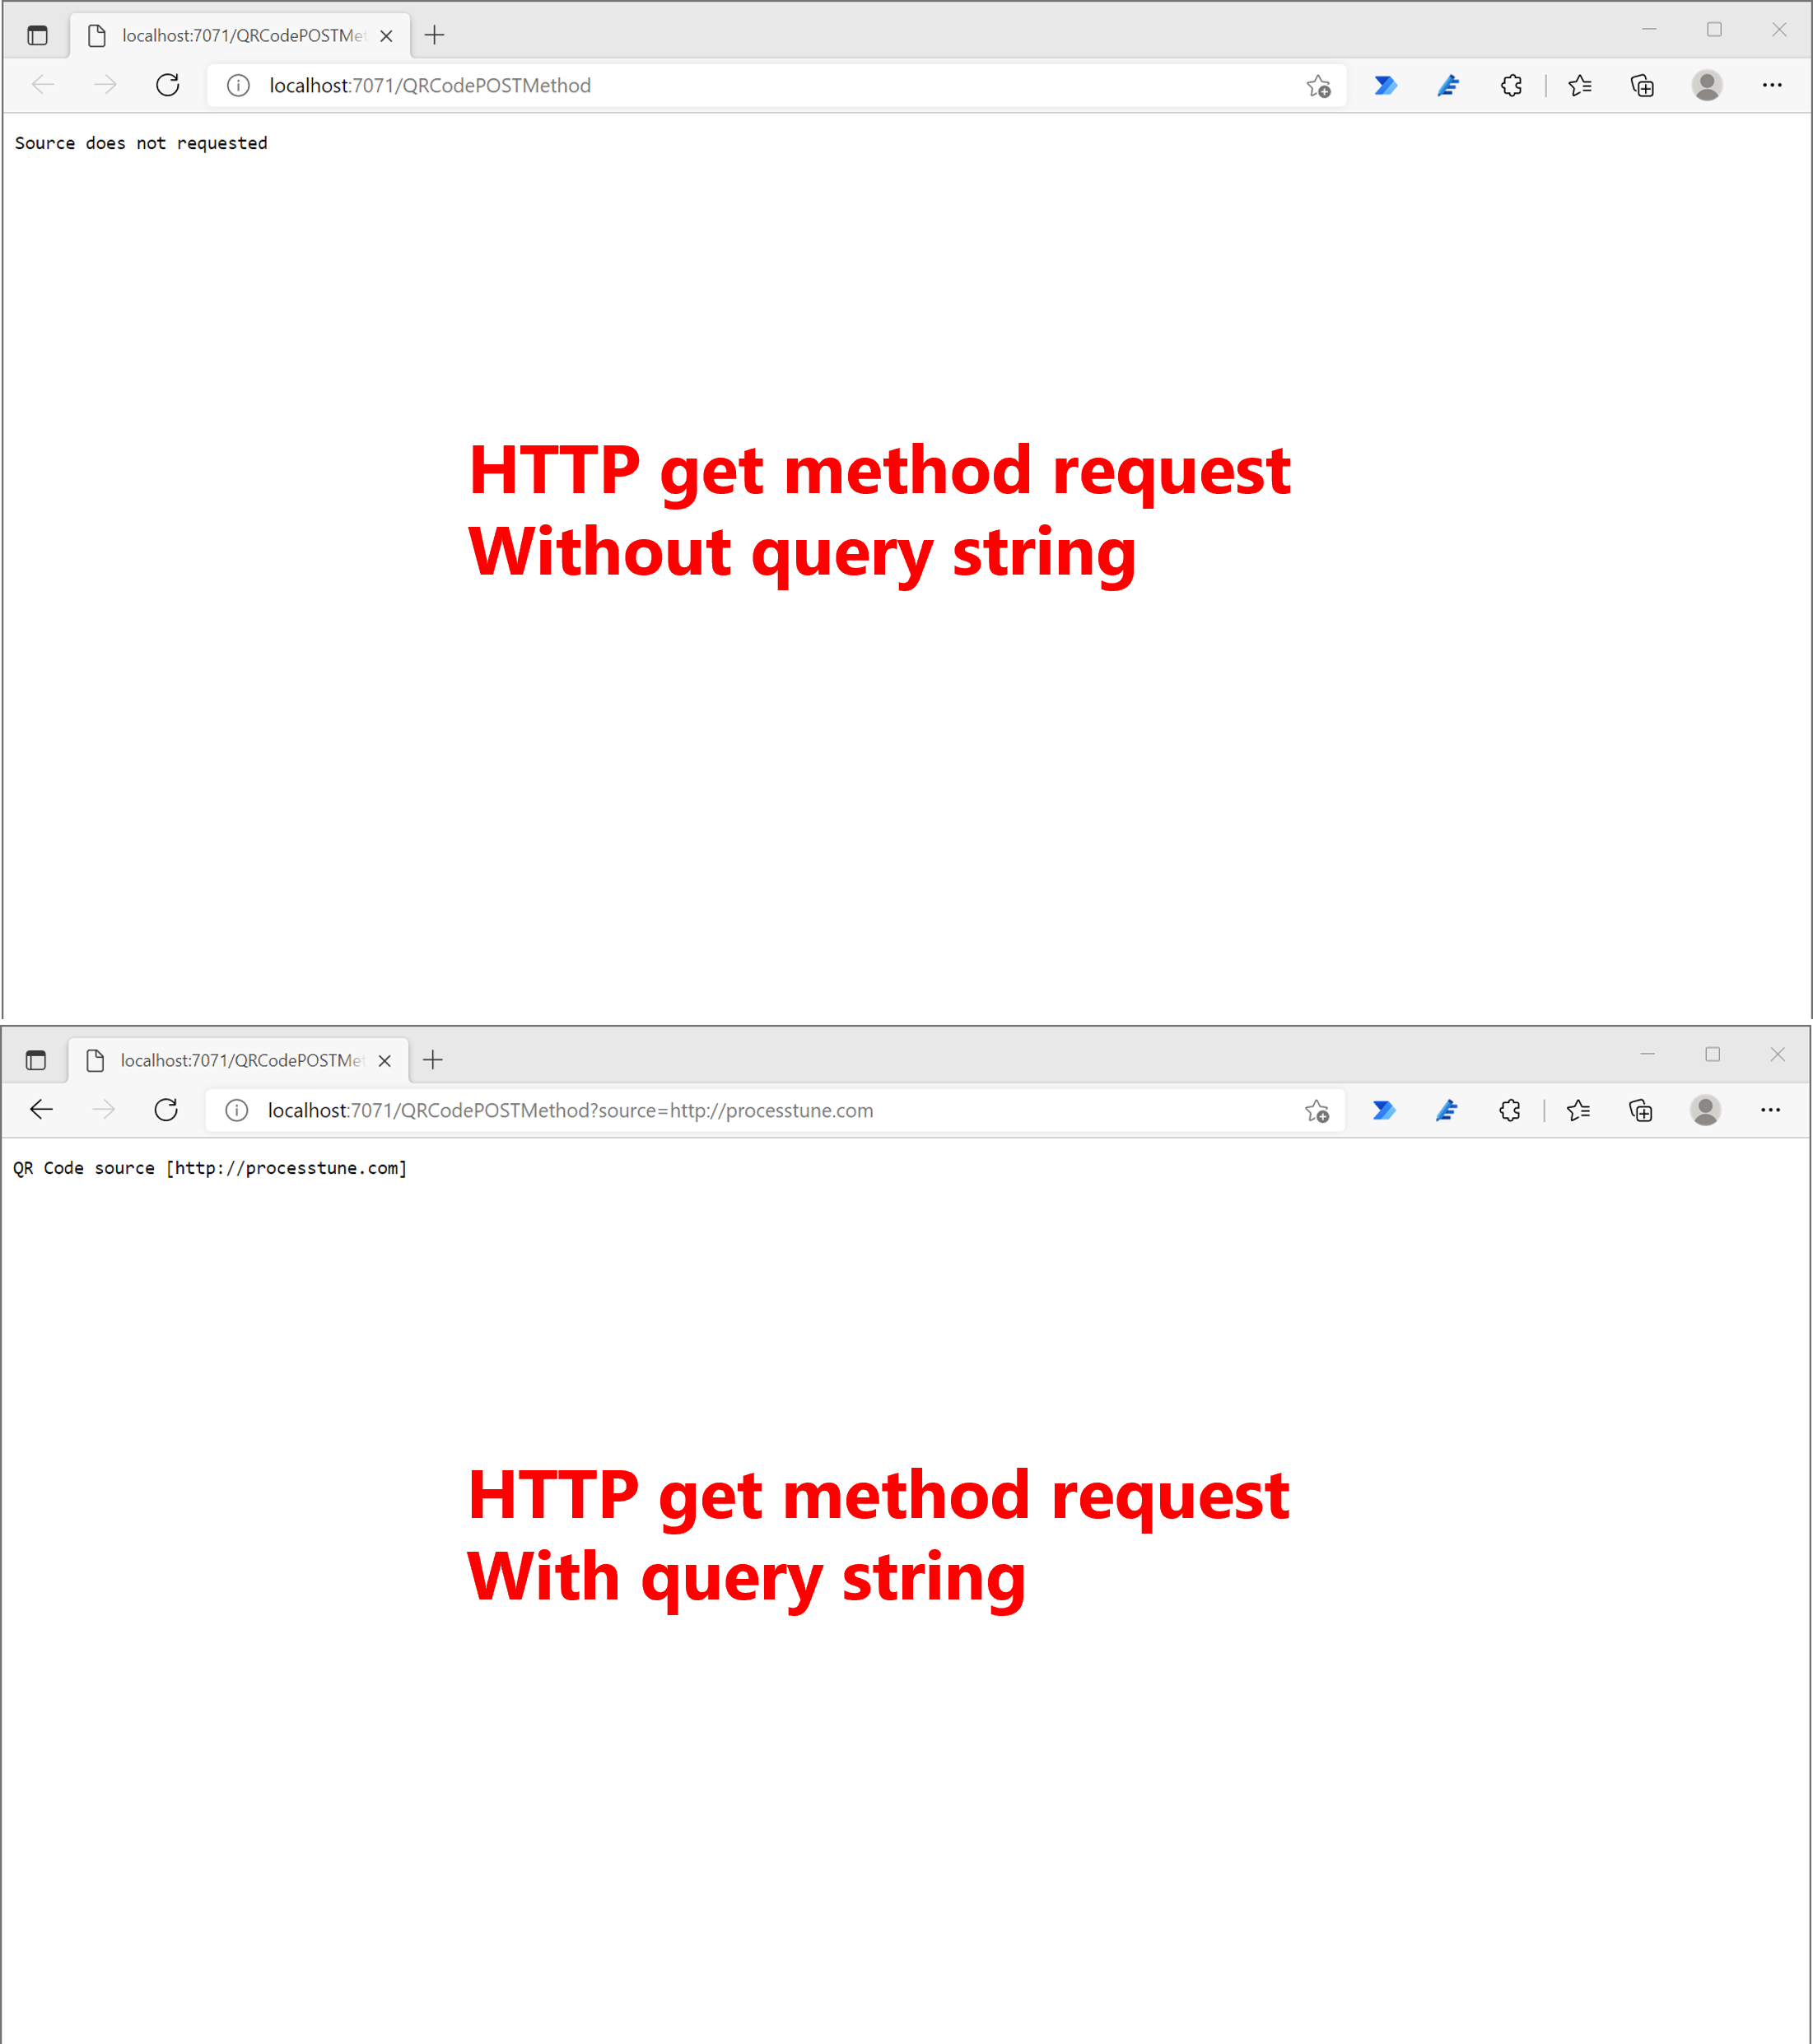 localhost:7071/QRCodePOSTMet
localhost:7071/QRCodePOSTMethod
Source does not requested
HTTP get method request
Without query string
localhost:7071/QRCodePOSTMet
localhost:7071/QRCodePOSTMethod?source=http://processtune.com
QR Code source [http://processtune.com]
HTTP get method request
With query string